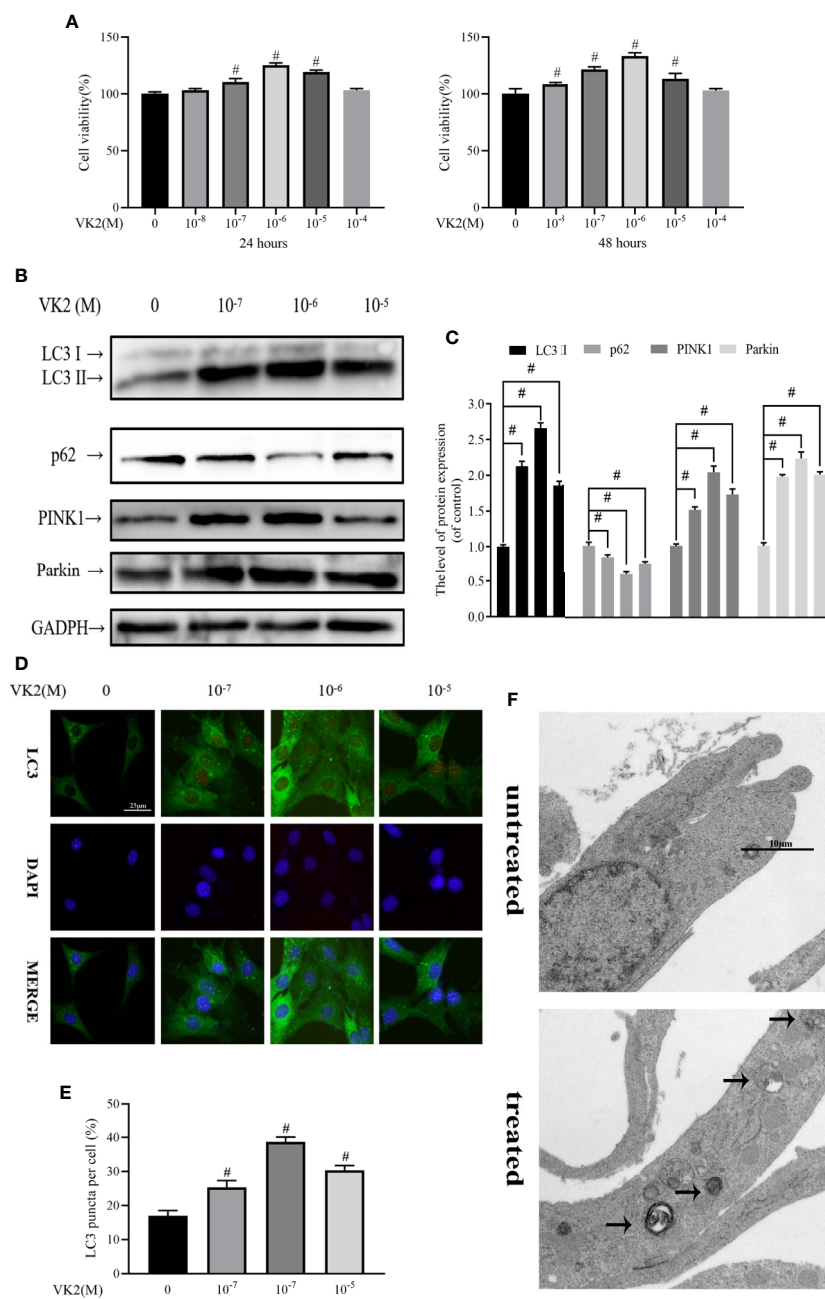 A
150
100
50
0
Cell viability(%)
#
#
#
VK2(M)
0
10-8
10-7
10-6
10-5
10-4
24 hours
150
100
50
0
Cell viability(%)
#
#
#
#
VK2(M)
0
10-8
10-7
10-6
10-5
10-4
48 hours
B
VK2 (M) 0 10-7 10-6 10-5
LC3 I →
LC3 II→
p62 →
PINK1→
Parkin →
GADPH→
C
LC3 II p62 PINK1 Parkin
The level of protein expression
(of control)
3.0
2.5
2.0
1.5
1.0
0.5
0.0
# # #
# # #
# # #
# # #
D
VK2(M) 0 10-7 10-6 10-5
LC3
25μm
DAPI
MERGE
E
LC3 puncta per cell (%)
50
40
30
20
10
0
#
#
#
VK2(M) 0 10-7 10-7 10-5
F
untreated
10μm
treated